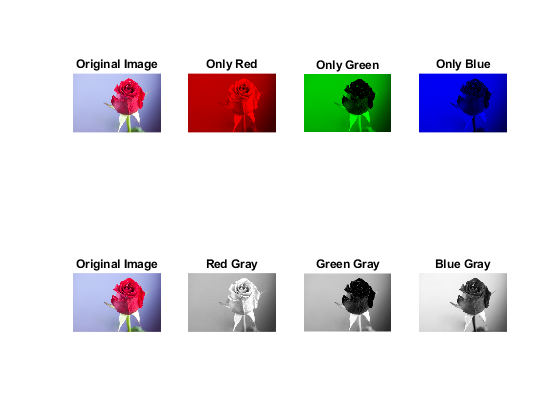 Original Image
Only Red
Only Green
Only Blue
Original Image
Red Gray
Green Gray
Blue Gray